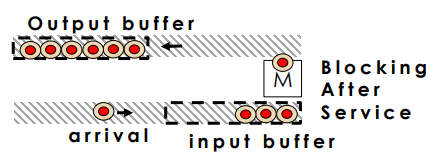 Output buffer
M
Blocking
After
Service
arrival
input buffer